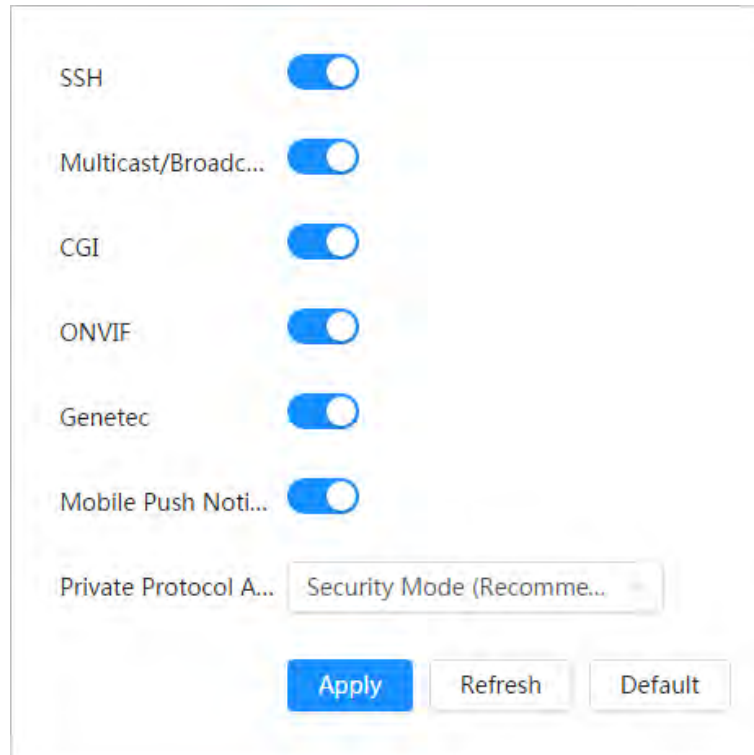 SSH
Multicast/Broadc...
CGI
ONVIF
Genetec
Mobile Push Noti...
Private Protocol A... Security Mode (Recomme...
Apply Refresh Default